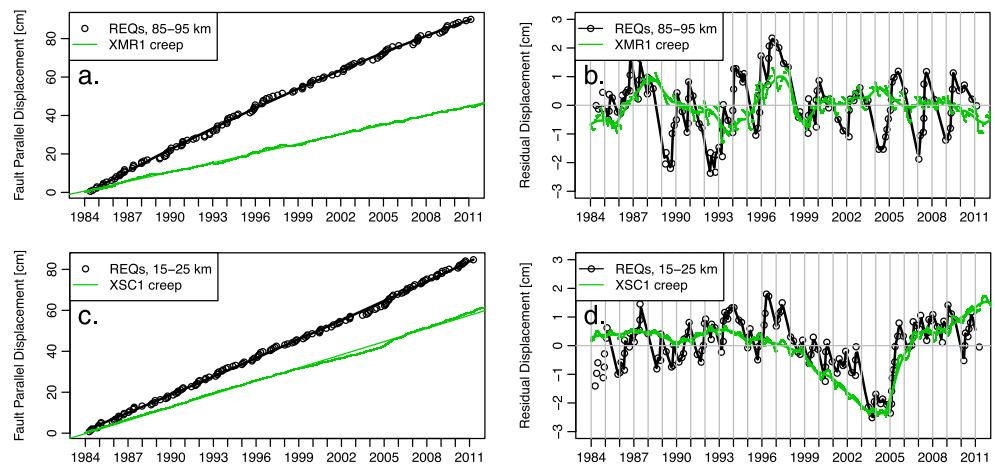 Fault Parallel Displacement [cm]
0 20 40 60 80
REQs, 85−95 km
XMR1 creep
a.
1984 1987 1990 1993 1996 1999 2002 2005 2008 2011
Residual Displacement [cm]
−3 −2 −1 0 1 2 3
REQs, 85−95 km
XMR1 creep
b.
1984 1987 1990 1993 1996 1999 2002 2005 2008 2011
Fault Parallel Displacement [cm]
0 20 40 60 80
REQs, 15−25 km
XSC1 creep
c.
1984 1987 1990 1993 1996 1999 2002 2005 2008 2011
Residual Displacement [cm]
−3 −2 −1 0 1 2 3
REQs, 15−25 km
XSC1 creep
d.
1984 1987 1990 1993 1996 1999 2002 2005 2008 2011